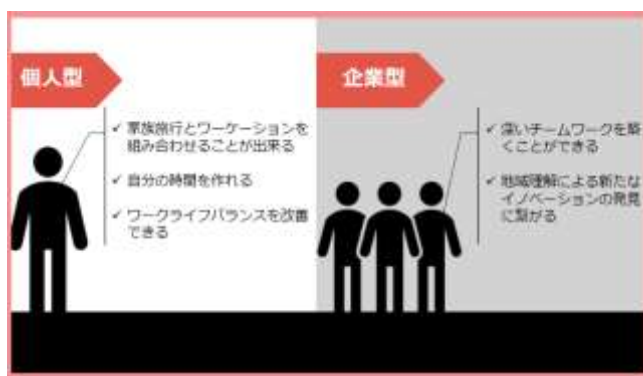 個人型
✓ 家族旅行とワーケーションを
組み合わせることが出来る
✓ 自分の時間を作れる
✓ ワークライフバランスを改善
できる
企業型
✓ 深いチームワークを築
くことができる
✓ 地域理解による新たな
イノベーションの発見
に繋がる